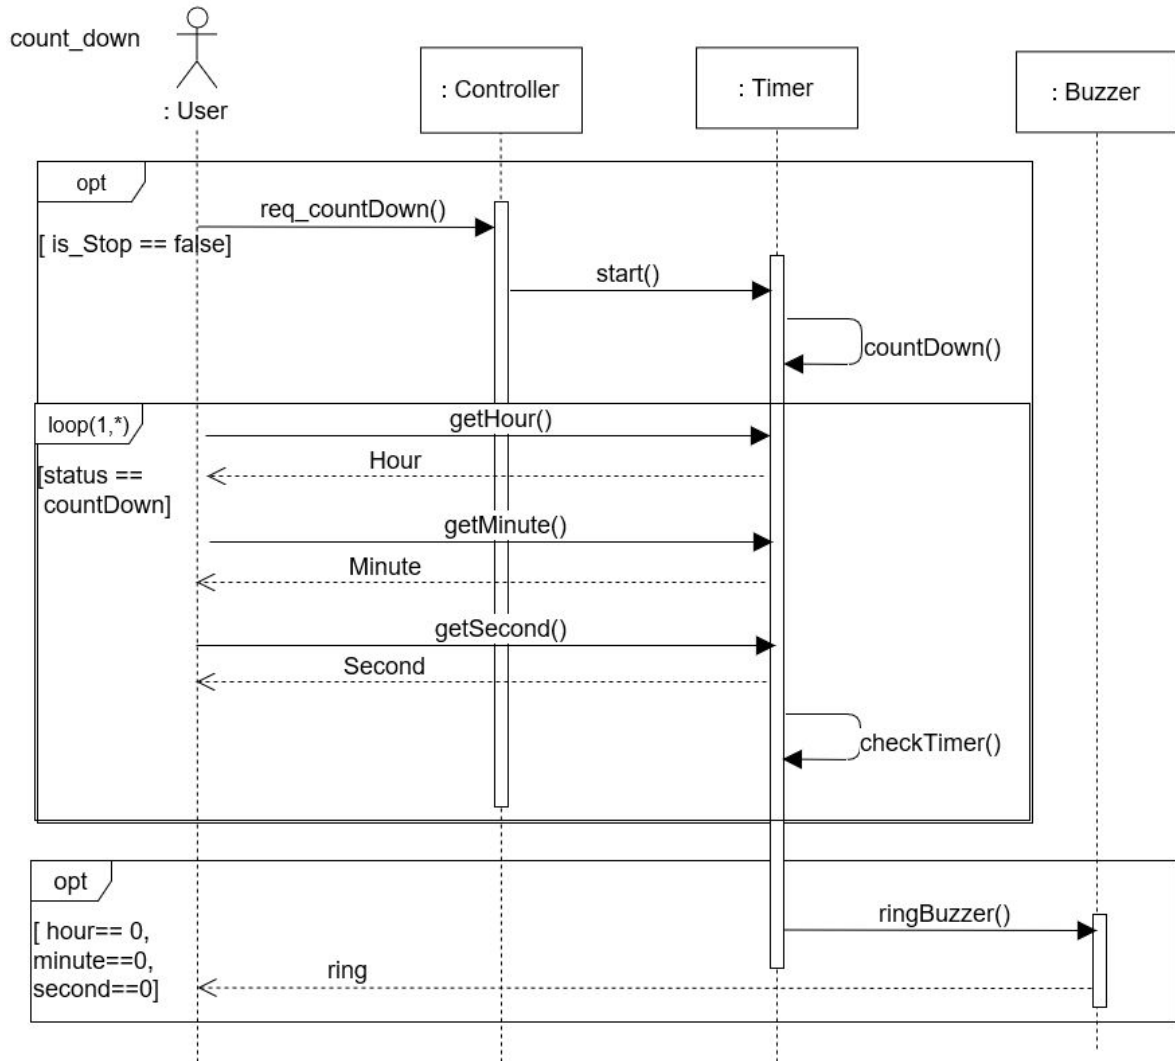 count_down
: User
: Controller
: Timer
: Buzzer
opt
[ is_Stop == false]
req_countDown()
start()
countDown()
loop(1,*)
[status ==
countDown]
getHour()
Hour
getMinute()
Minute
getSecond()
Second
checkTimer()
opt
[ hour== 0,
minute==0,
second==0]
ringBuzzer()
ring